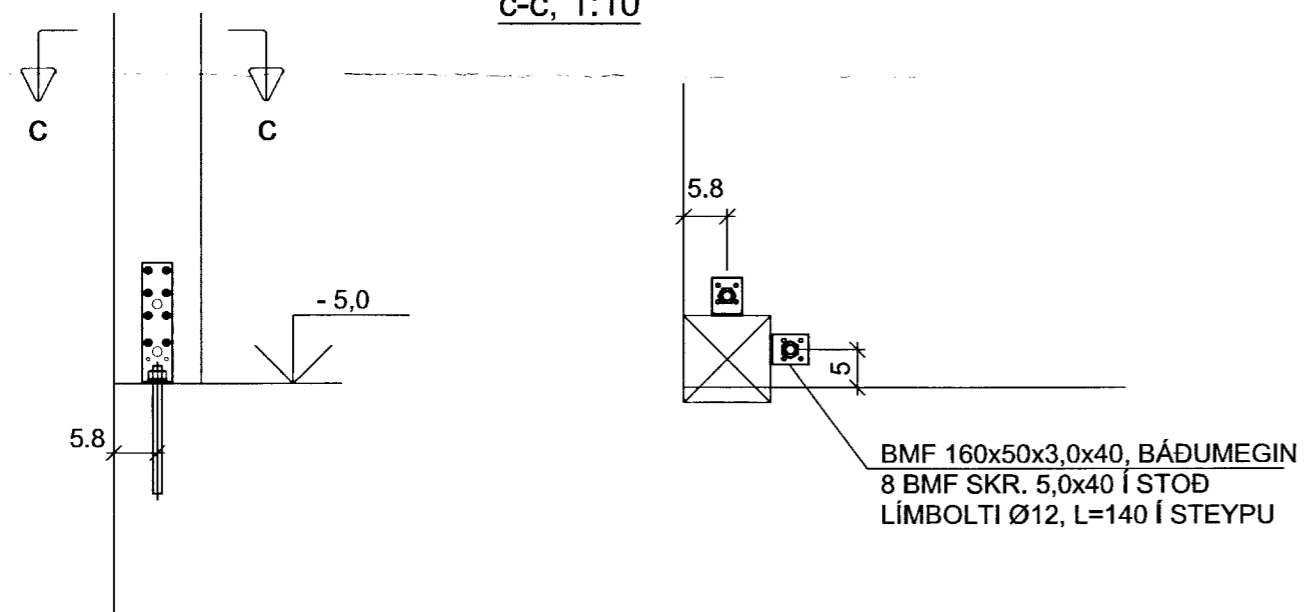 C-C, 1:10
C
C
5.8
- 5,0
5
5.8
BMF 160x50x3,0x40, BÁÐUMEGIN
8 BMF SKR. 5,0x40 Í STOÐ
LÍMBOLTI Ø12, L=140 Í STEYPU